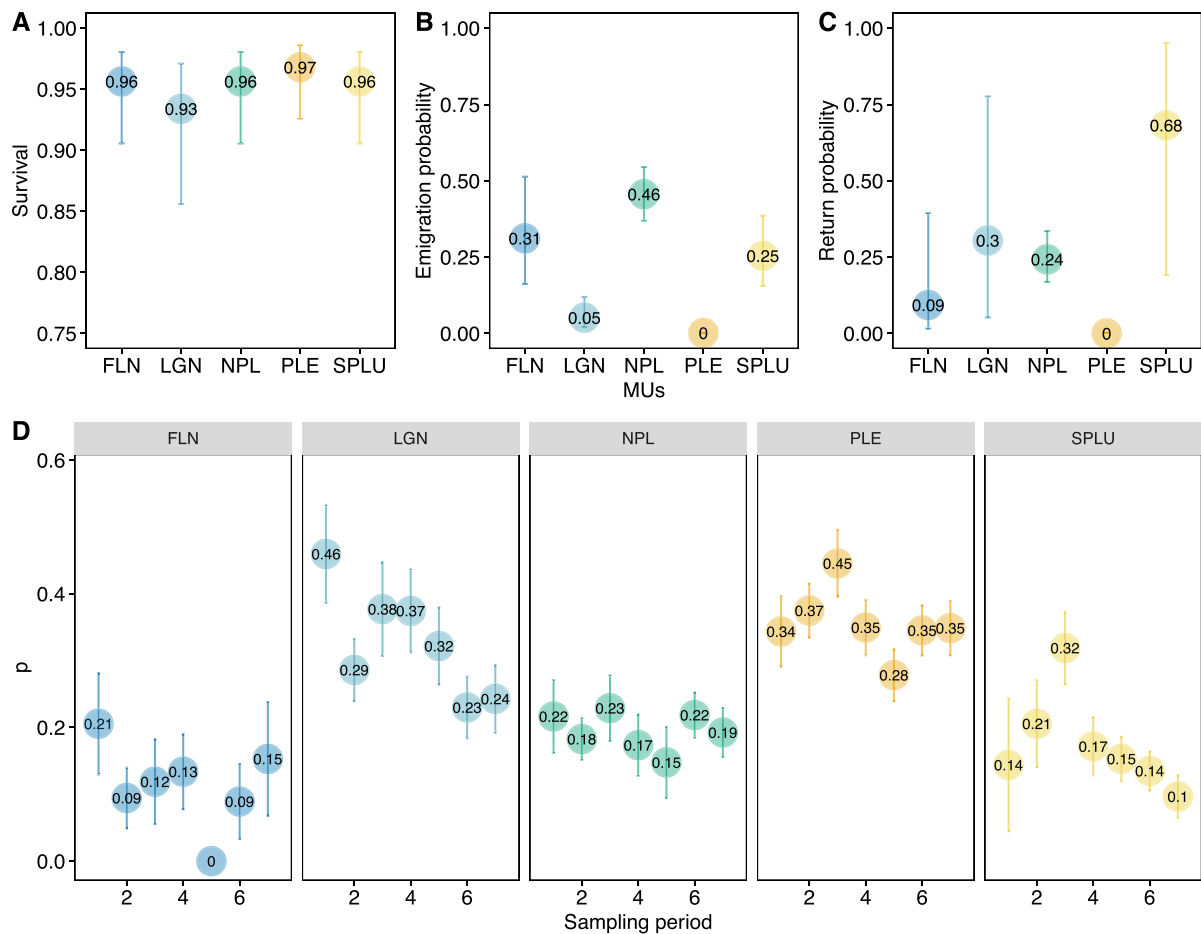 A
Survival
1.00
0.95
0.90
0.85
0.80
0.75
0.96
0.93
0.96
0.97
0.96
FLN LGN NPL PLE SPLU
B
Emigration probability
1.00
0.75
0.50
0.25
0.00
0.31
0.05
0.46
0
0.25
FLN LGN NPL PLE SPLU
MUs
C
Return probability
1.00
0.75
0.50
0.25
0.00
0.09
0.3
0.24
0
0.68
FLN LGN NPL PLE SPLU
D
FLN LGN NPL PLE SPLU
p
0.6
0.4
0.2
0.0
0.21 0.09 0.12 0.13 0 0.09 0.15
0.46 0.29 0.38 0.37 0.32 0.23 0.24
0.22 0.18 0.23 0.17 0.15 0.22 0.19
0.34 0.37 0.45 0.35 0.28 0.35 0.35
0.14 0.21 0.32 0.17 0.15 0.14 0.1
2 4 6 2 4 6 2 4 6 2 4 6 2 4 6
Sampling period